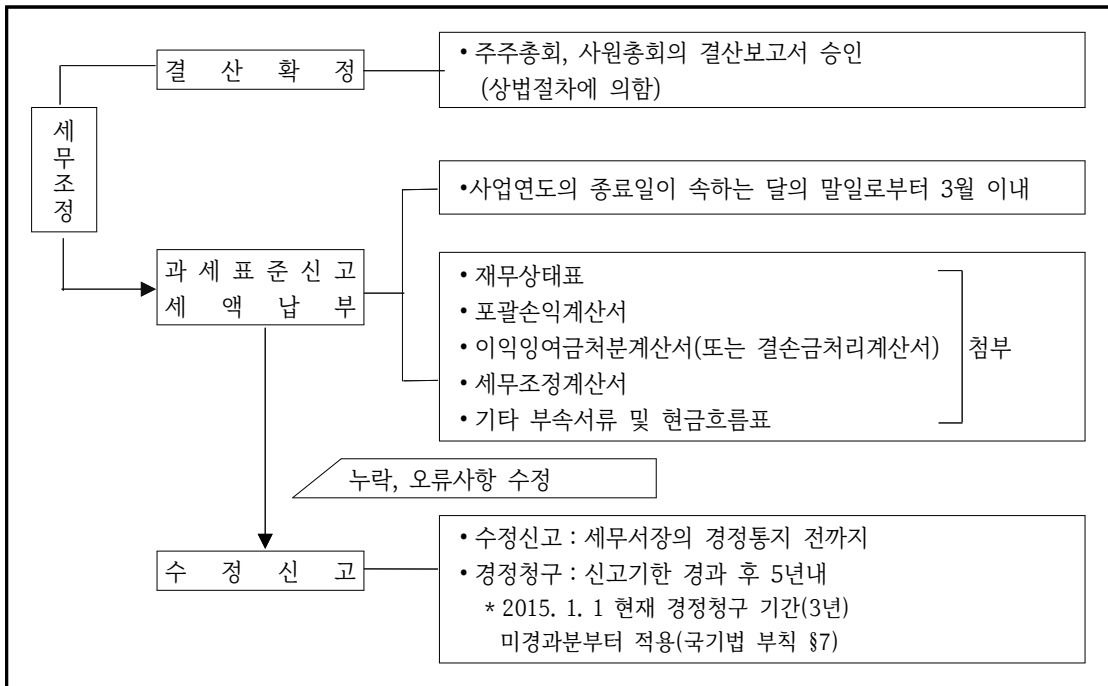 결 산 확 정
• 주주총회, 사원총회의 결산보고서 승인
(상법절차에 의함)
세
무
조
정
•사업연도의 종료일이 속하는 달의 말일로부터 3월 이내
과 세 표 준 신 고
세 액 납 부
• 재무상태표
• 포괄손익계산서
• 이익잉여금처분계산서(또는 결손금처리계산서)
• 세무조정계산서
• 기타 부속서류 및 현금흐름표
첨부
누락, 오류사항 수정
수 정 신 고
• 수정신고 : 세무서장의 경정통지 전까지
• 경정청구 : 신고기한 경과 후 5년내
* 2015. 1. 1 현재 경정청구 기간(3년)
미경과분부터 적용(국기법 부칙 §7)